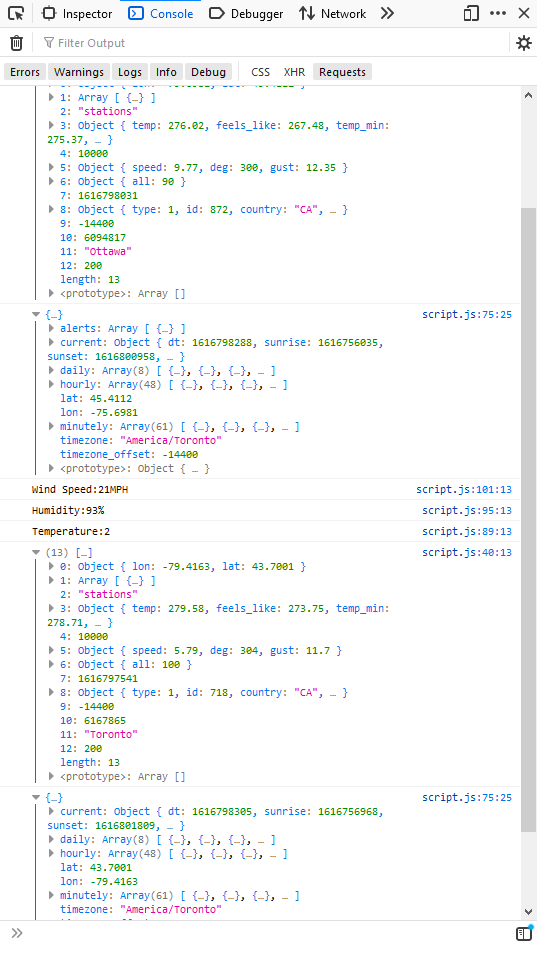 Inspector Console Debugger Network
Filter Output
Errors Warnings Logs Info Debug CSS XHR Requests
1: Array [ {…} ]
2: "stations"
3: Object { temp: 276.02, feels_like: 267.48, temp_min:
275.37, … }
4: 10000
5: Object { speed: 9.77, deg: 300, gust: 12.35 }
6: Object { all: 90 }
7: 1616798031
8: Object { type: 1, id: 872, country: "CA", … }
9: -14400
10: 6094817
11: "Ottawa"
12: 200
length: 13
<prototype>: Array []
{…} script.js:75:25
alerts: Array [ {…} ]
current: Object { dt: 1616798288, sunrise: 1616756035,
sunset: 1616800958, … }
daily: Array(8) [ {…}, {…}, {…}, … ]
hourly: Array(48) [ {…}, {…}, {…}, … ]
lat: 45.4112
lon: -75.6981
minutely: Array(61) [ {…}, {…}, {…}, … ]
timezone: "America/Toronto"
timezone_offset: -14400
<prototype>: Object { … }
Wind Speed:21MPH script.js:101:13
Humidity:93% script.js:95:13
Temperature:2 script.js:89:13
(13) […] script.js:40:13
0: Object { lon: -79.4163, lat: 43.7001 }
1: Array [ {…} ]
2: "stations"
3: Object { temp: 279.58, feels_like: 273.75, temp_min:
278.71, … }
4: 10000
5: Object { speed: 5.79, deg: 304, gust: 11.7 }
6: Object { all: 100 }
7: 1616797541
8: Object { type: 1, id: 718, country: "CA", … }
9: -14400
10: 6167865
11: "Toronto"
12: 200
length: 13
<prototype>: Array []
{…} script.js:75:25
current: Object { dt: 1616798305, sunrise: 1616756968,
sunset: 1616801809, … }
daily: Array(8) [ {…}, {…}, {…}, … ]
hourly: Array(48) [ {…}, {…}, {…}, … ]
lat: 43.7001
lon: -79.4163
minutely: Array(61) [ {…}, {…}, {…}, … ]
timezone: "America/Toronto"